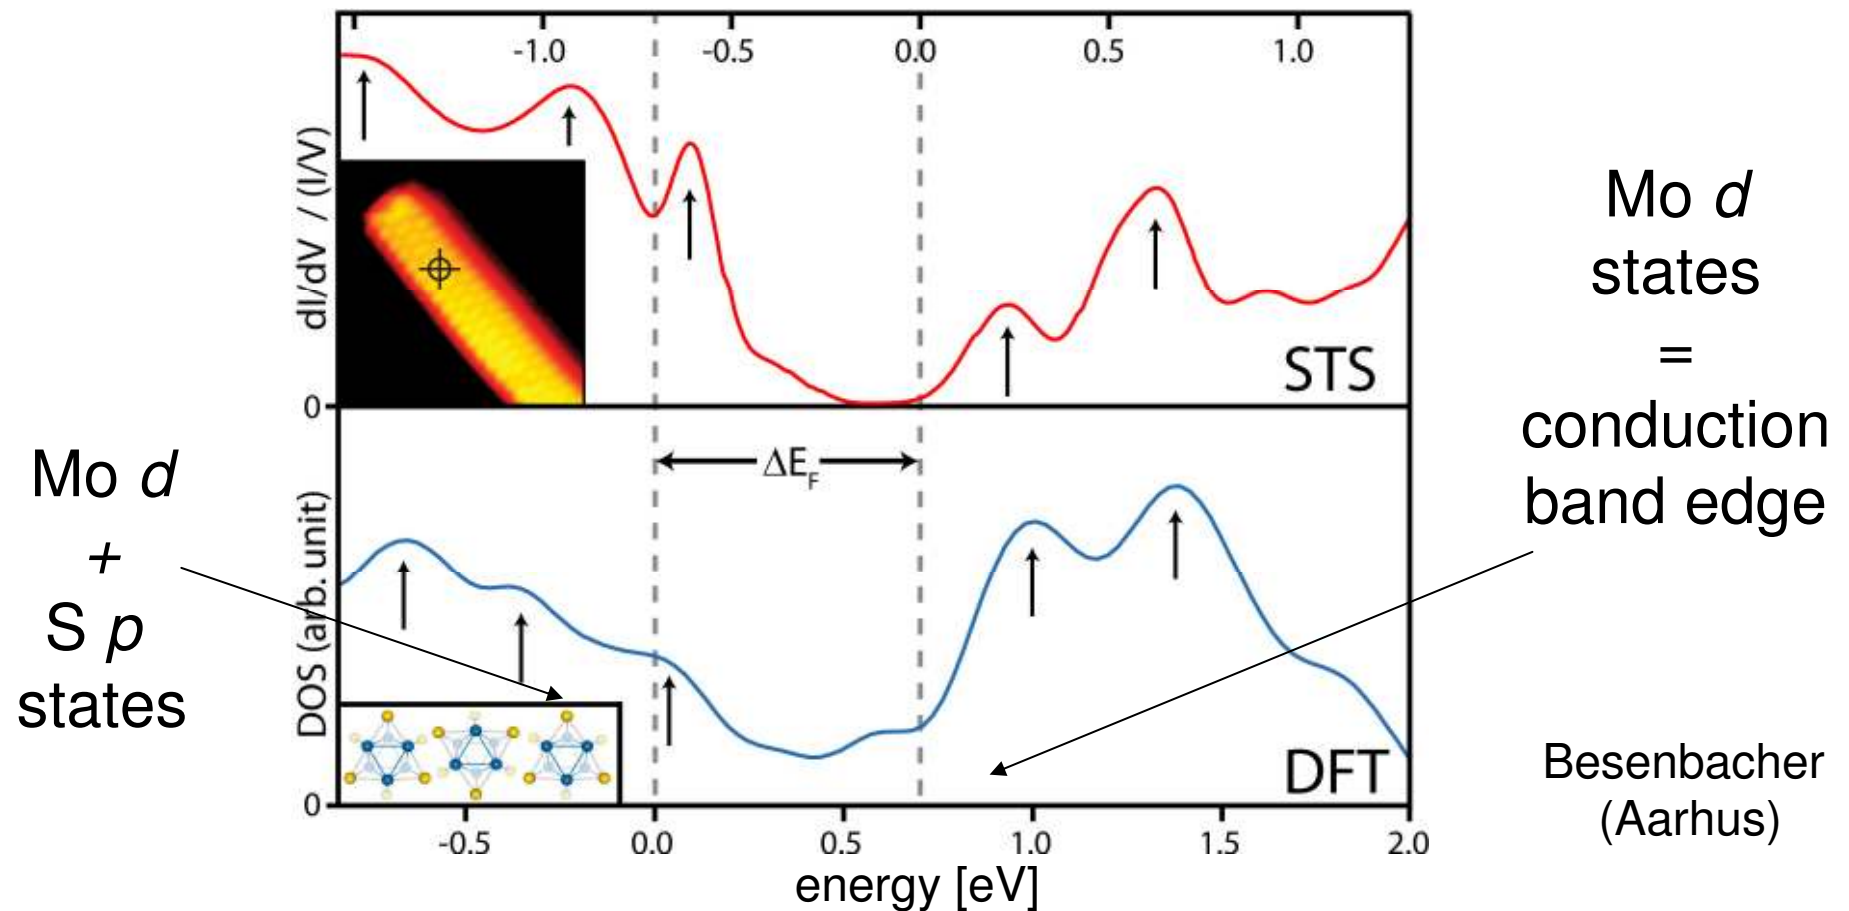 -1.0 -0.5 0.0 0.5 1.0
dI/dV / (I/V)
STS
0
ΔE_F
DOS (arb. unit)
DFT
0
-0.5 0.0 0.5 1.0 1.5 2.0
energy [eV]
Mo d
+
S p
states
Mo d
states
=
conduction
band edge
Besenbacher
(Aarhus)